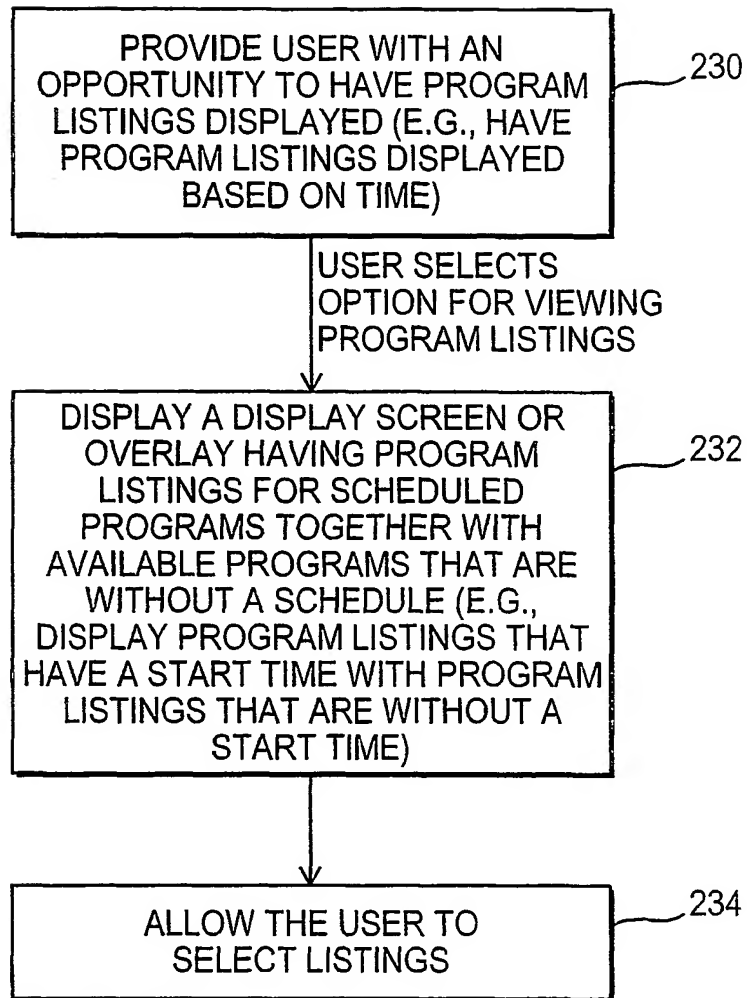 PROVIDE USER WITH AN
OPPORTUNITY TO HAVE PROGRAM
LISTINGS DISPLAYED (E.G., HAVE
PROGRAM LISTINGS DISPLAYED
BASED ON TIME)
230
USER SELECTS
OPTION FOR VIEWING
PROGRAM LISTINGS
DISPLAY A DISPLAY SCREEN OR
OVERLAY HAVING PROGRAM
LISTINGS FOR SCHEDULED
PROGRAMS TOGETHER WITH
AVAILABLE PROGRAMS THAT ARE
WITHOUT A SCHEDULE (E.G.,
DISPLAY PROGRAM LISTINGS THAT
HAVE A START TIME WITH PROGRAM
LISTINGS THAT ARE WITHOUT A
START TIME)
232
ALLOW THE USER TO
SELECT LISTINGS
234